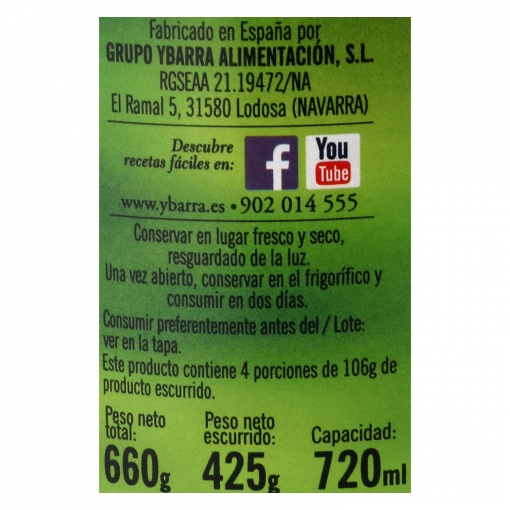 Fabricado en España por
GRUPO YBARRA ALIMENTACIÓN, S.L.
RGSEAA 21.19472/NA
El Ramal 5, 31580 Lodosa (NAVARRA)
Descubre
recetas fáciles en:
f
You
Tube
www.ybarra.es • 902 014 555
Conservar en lugar fresco y seco,
resguardado de la luz.
Una vez abierto, conservar en el frigorífico y
consumir en dos días.
Consumir preferentemente antes del / Lote:
ver en la tapa.
Este producto contiene 4 porciones de 106g de
producto escurrido.
Peso neto
total:
660g
Peso neto
escurrido:
425g
Capacidad:
720ml